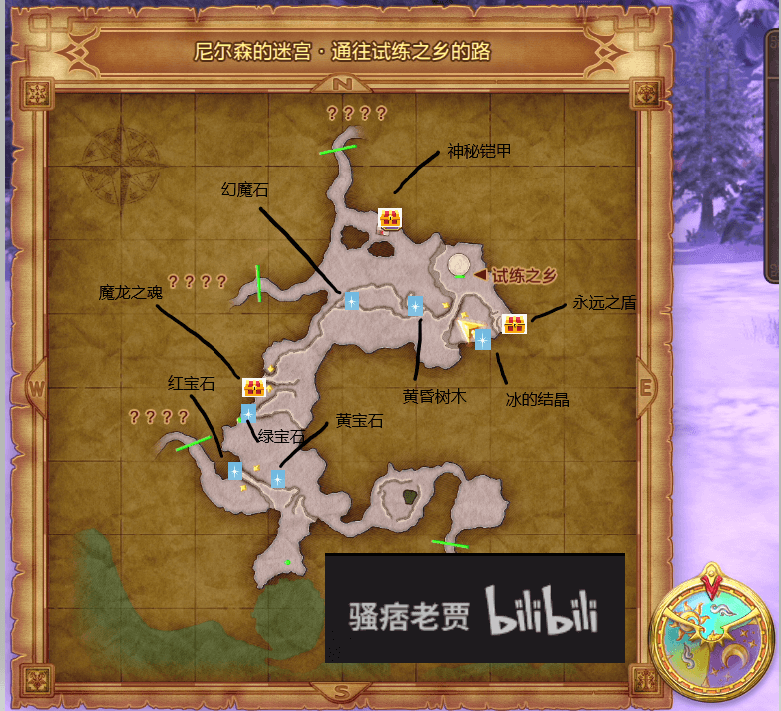 尼尔森的迷宫·通往试练之乡的路
N
????
神秘铠甲
幻魔石
试练之乡
????
魔龙之魂
永远之盾
W
E
红宝石
黄昏树木
冰的结晶
????
绿宝石
黄宝石
骚痞老贾 bilibili
S